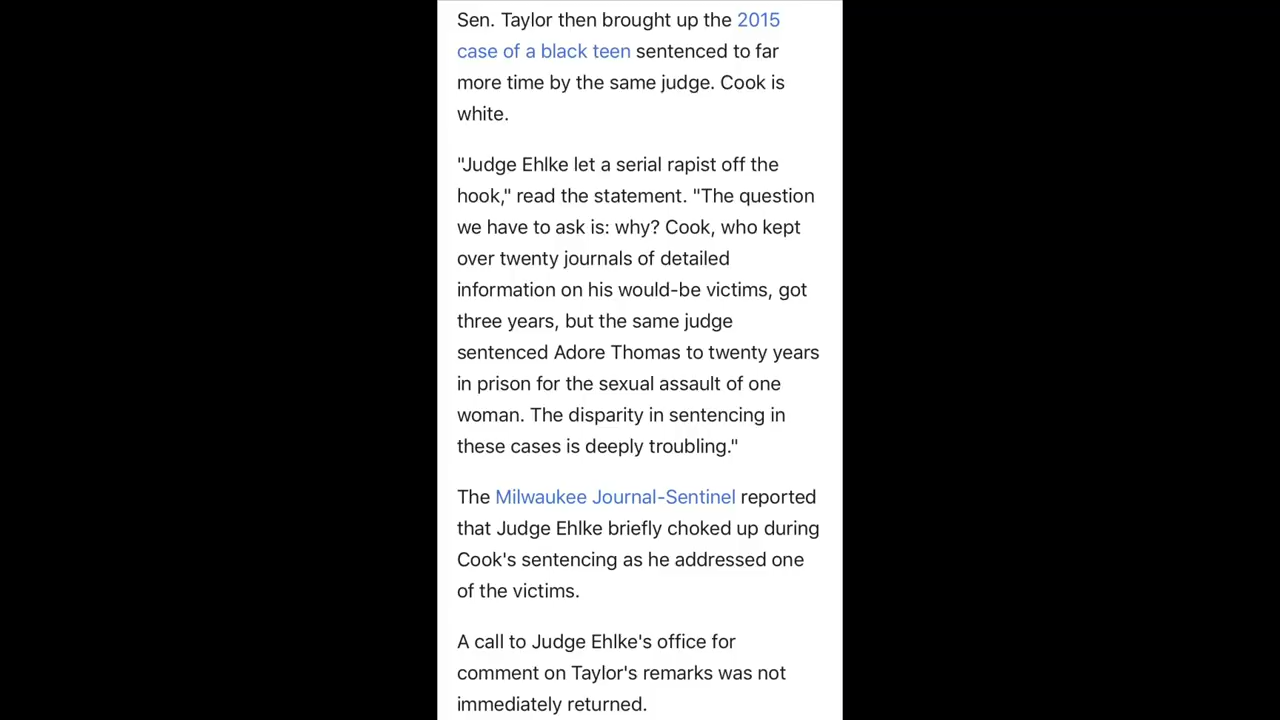 Sen. Taylor then brought up the 2015
case of a black teen sentenced to far
more time by the same judge. Cook is
white.
"Judge Ehlke let a serial rapist off the
hook," read the statement. "The question
we have to ask is: why? Cook, who kept
over twenty journals of detailed
information on his would-be victims, got
three years, but the same judge
sentenced Adore Thomas to twenty years
in prison for the sexual assault of one
woman. The disparity in sentencing in
these cases is deeply troubling."
The Milwaukee Journal-Sentinel reported
that Judge Ehlke briefly choked up during
Cook's sentencing as he addressed one
of the victims.
A call to Judge Ehlke's office for
comment on Taylor's remarks was not
immediately returned.